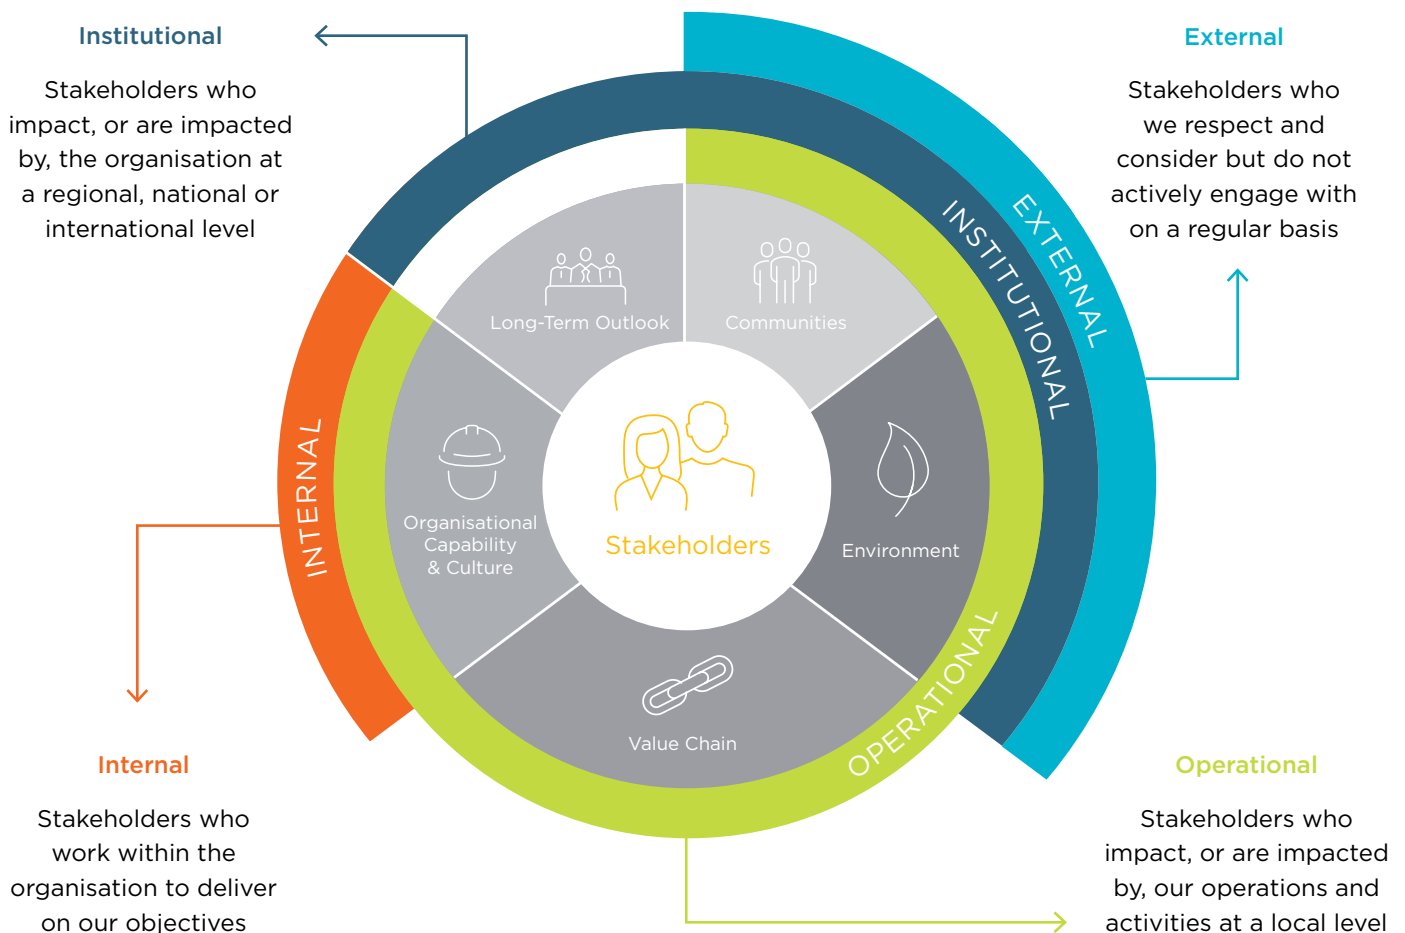 Institutional
Stakeholders who
impact, or are impacted
by, the organisation at
a regional, national or
international level
External
Stakeholders who
we respect and
consider but do not
actively engage with
on a regular basis
EXTERNAL
INSTITUTIONAL
INTERNAL
OPERATIONAL
Long-Term Outlook
Communities
Organisational
Capability
& Culture
Stakeholders
Environment
Value Chain
Internal
Stakeholders who
work within the
organisation to deliver
on our objectives
Operational
Stakeholders who
impact, or are impacted
by, our operations and
activities at a local level